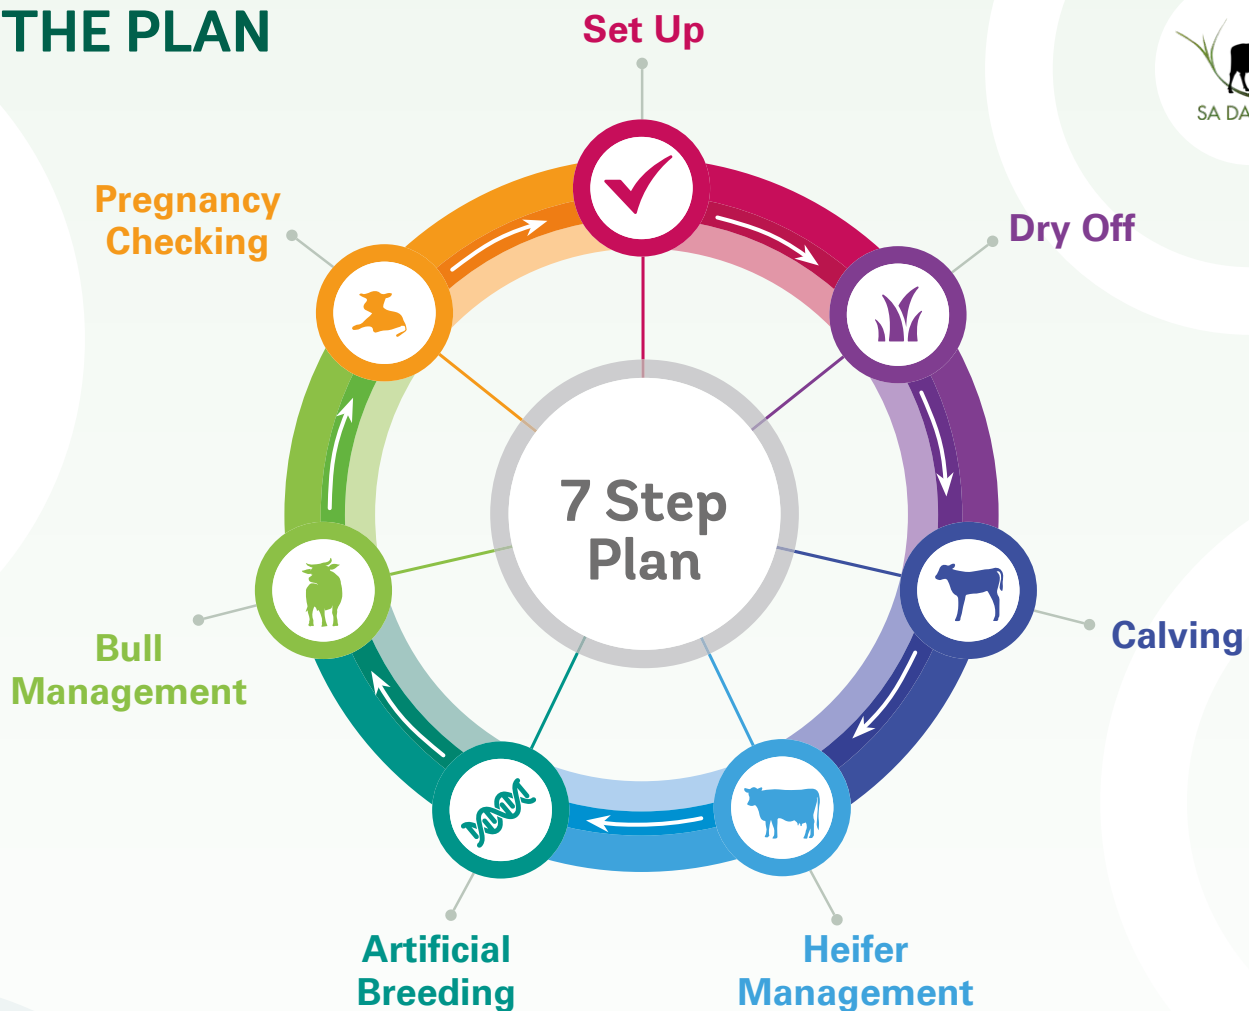 THE PLAN
Set Up
SA DA
Pregnancy
Checking
Dry Off
7 Step
Plan
Calving
Bull
Management
Artificial
Breeding
Heifer
Management